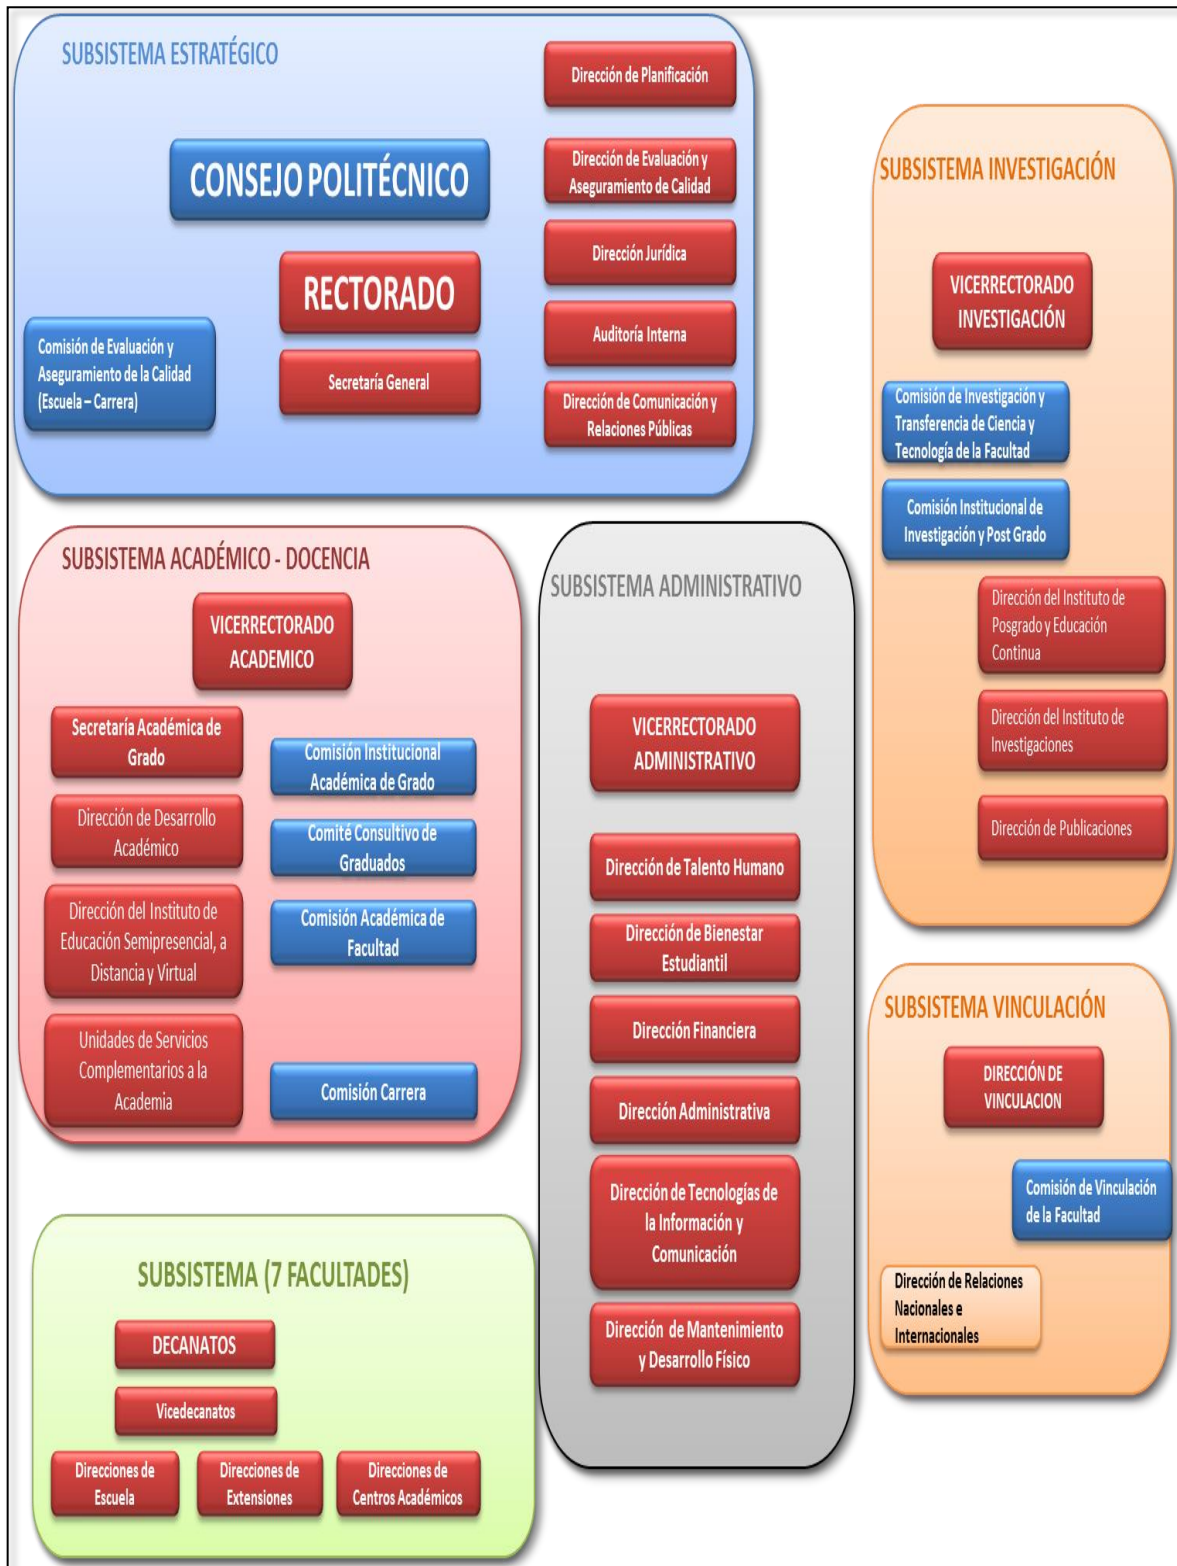 SUBSISTEMA ESTRATÉGICO
CONSEJO POLITÉCNICO
RECTORADO
Secretaría General
Comisión de Evaluación y
Aseguramiento de la Calidad
(Escuela – Carrera)
Dirección de Planificación
Dirección de Evaluación y
Aseguramiento de Calidad
Dirección Jurídica
Auditoría Interna
Dirección de Comunicación y
Relaciones Públicas
SUBSISTEMA INVESTIGACIÓN
VICERRECTORADO
INVESTIGACIÓN
Comisión de Investigación y
Transferencia de Ciencia y
Tecnología de la Facultad
Comisión Institucional de
Investigación y Post Grado
Dirección del Instituto de
Posgrado y Educación
Continua
Dirección del Instituto de
Investigaciones
Dirección de Publicaciones
SUBSISTEMA ACADÉMICO - DOCENCIA
VICERRECTORADO
ACADEMICO
Secretaría Académica de
Grado
Dirección de Desarrollo
Académico
Dirección del Instituto de
Educación Semipresencial, a
Distancia y Virtual
Unidades de Servicios
Complementarios a la
Academia
Comisión Institucional
Académica de Grado
Comité Consultivo de
Graduados
Comisión Académica de
Facultad
Comisión Carrera
SUBSISTEMA ADMINISTRATIVO
VICERRECTORADO
ADMINISTRATIVO
Dirección de Talento Humano
Dirección de Bienestar
Estudiantil
Dirección Financiera
Dirección Administrativa
Dirección de Tecnologías de
la Información y
Comunicación
Dirección de Mantenimiento
y Desarrollo Físico
SUBSISTEMA VINCULACIÓN
DIRECCIÓN DE
VINCULACION
Comisión de Vinculación
de la Facultad
Dirección de Relaciones
Nacionales e
Internacionales
SUBSISTEMA (7 FACULTADES)
DECANATOS
Vicedecanatos
Direcciones de
Escuela
Direcciones de
Extensiones
Direcciones de
Centros Académicos